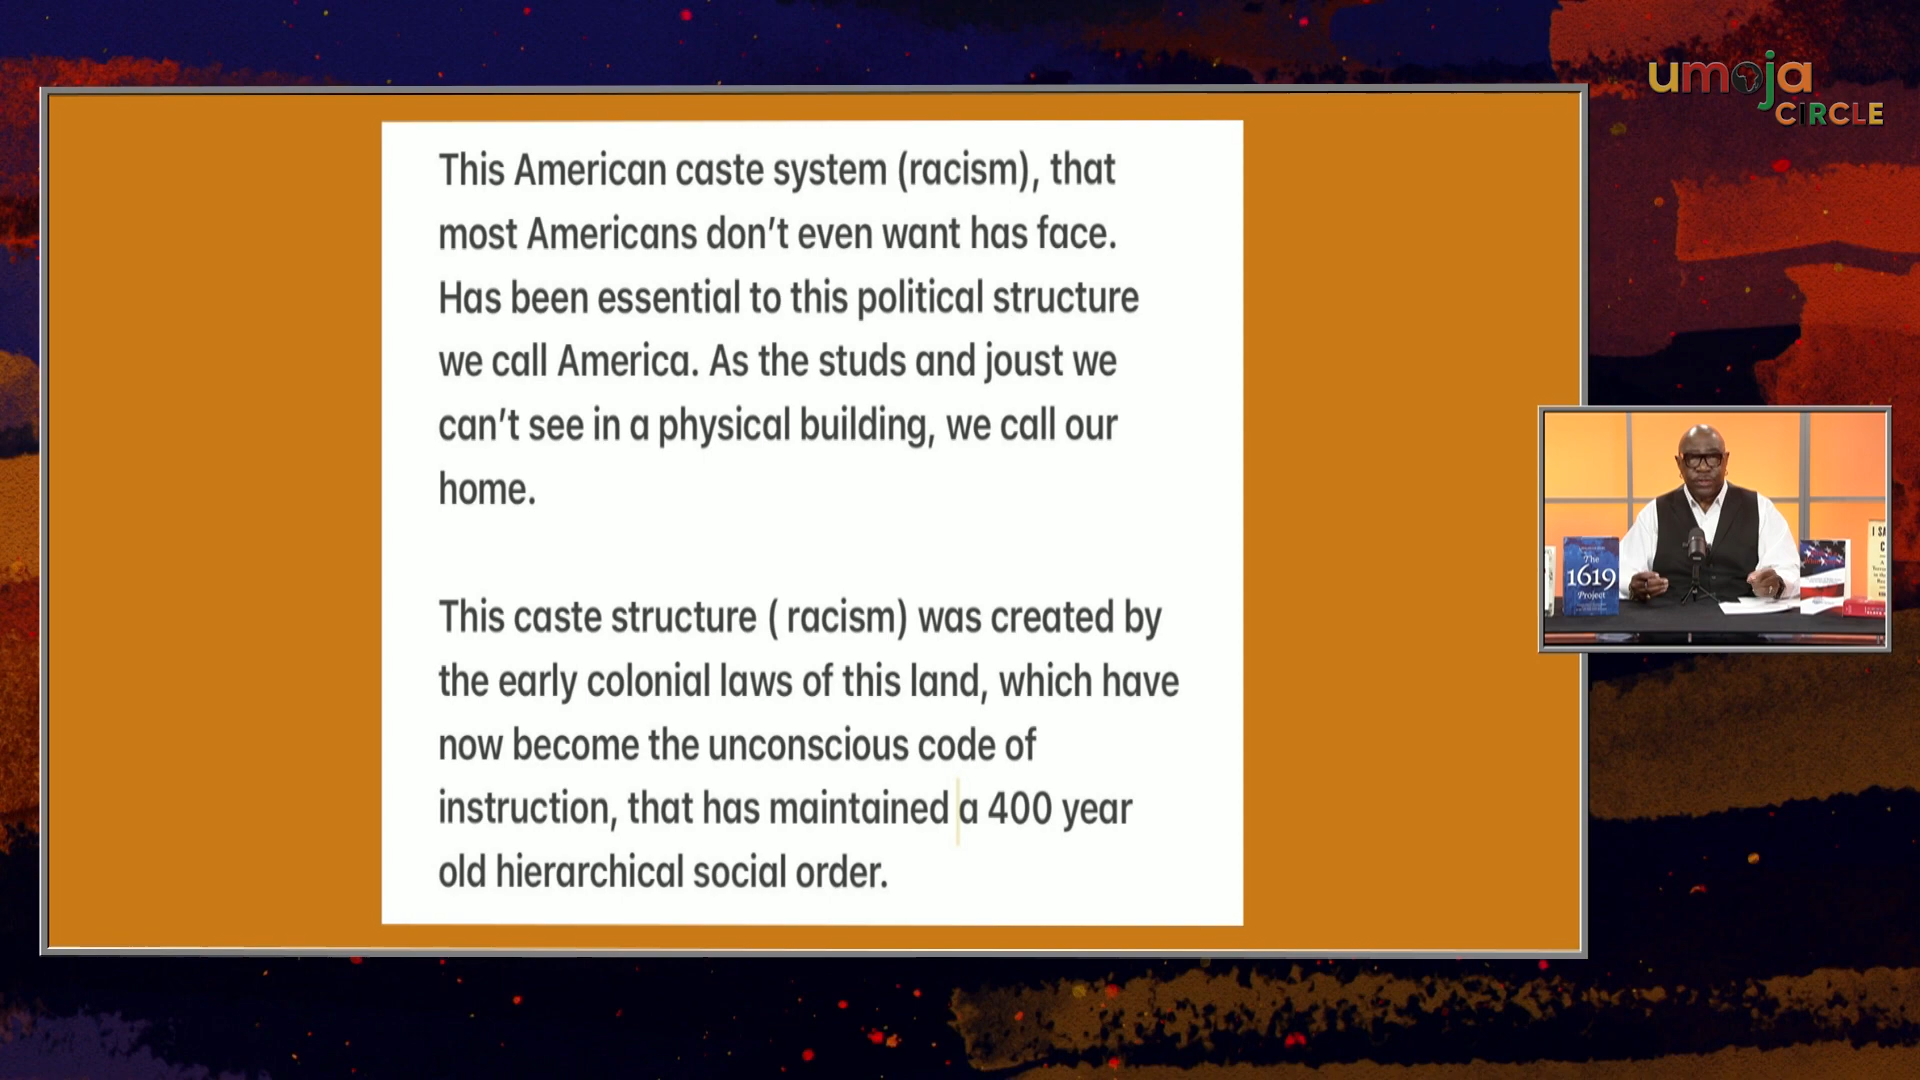 umoja
CIRCLE
This American caste system (racism), that
most Americans don't even want has face.
Has been essential to this political structure
we call America. As the studs and joust we
can't see in a physical building, we call our
home.
This caste structure ( racism) was created by
the early colonial laws of this land, which have
now become the unconscious code of
instruction, that has maintained a 400 year
old hierarchical social order.
The
1619
Project
I SA
C